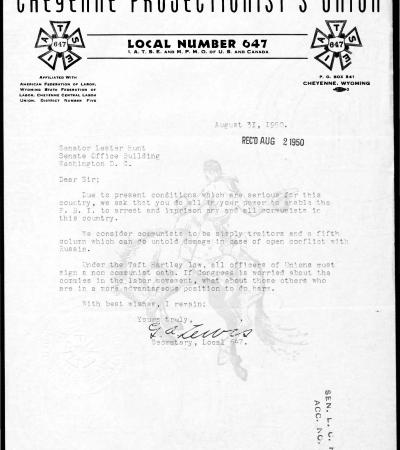 CHEYENNE PROJECTIONIST'S UNION
LOCAL NUMBER 647
I. A. T. S. E. and M. P. M. O. of U. S. and CANADA
I A T S E
647
I A T S E
647
AFFILIATED WITH
AMERICAN FEDERATION OF LABOR,
WYOMING STATE FEDERATION OF
LABOR, CHEYENNE CENTRAL LABOR
UNION, DISTRICT NUMBER FIVE
P. O. BOX 841
CHEYENNE, WYOMING
August 31, 1950.
REC'D AUG 2 1950
Senator Lester Hunt
Senate Office Building
Washington D. C.
Dear Sir;
Due to present conditions which are serious for this
country, we ask that you do all in your power to enable the
F. B. I. to arrest and imprison any and all communists in
this country.
We consider communists to be simply traitors and a fifth
column which can do untold damage in case of open conflict with
Russia.
Under the Taft Hartley law, all officers of Unions must
sign a non communist oath. If Congress is worried about the
commies in the labor movement, what about those others who
are in a more advantageous position to do harm.
With best wishes, I remain;
Yours truly,
G. A. Lewis
Secretary, Local 647.
SEN. L. C.
ACC. NO.